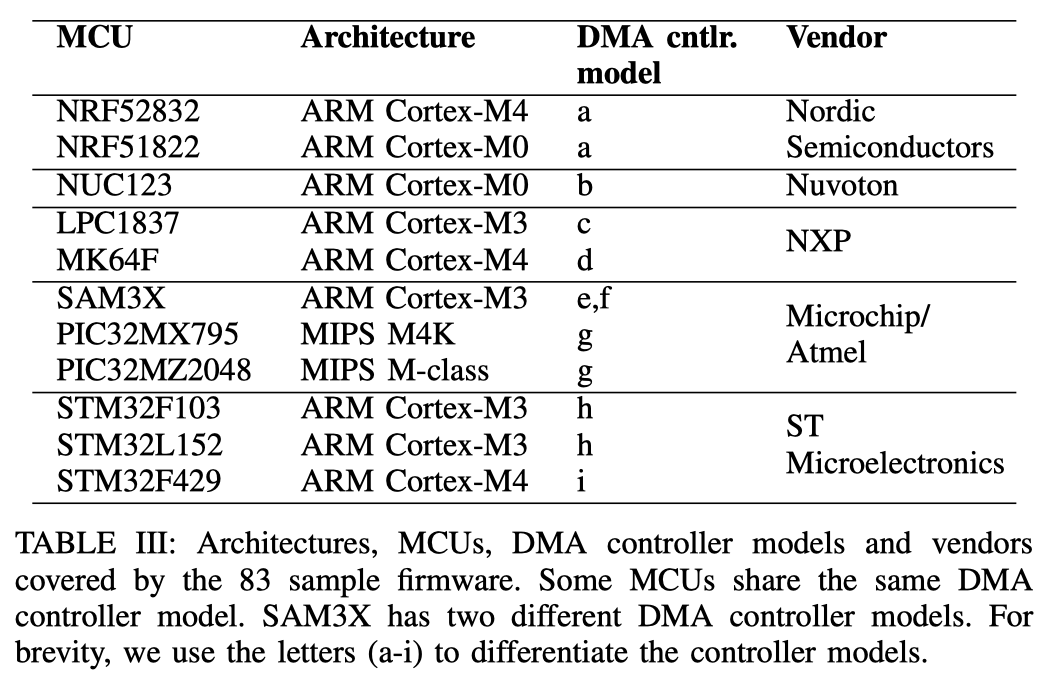 MCU Architecture DMA cntlr. model Vendor
NRF52832 ARM Cortex-M4 a Nordic
NRF51822 ARM Cortex-M0 a Semiconductors
NUC123 ARM Cortex-M0 b Nuvoton
LPC1837 ARM Cortex-M3 c NXP
MK64F ARM Cortex-M4 d
SAM3X ARM Cortex-M3 e,f Microchip/
PIC32MX795 MIPS M4K g Atmel
PIC32MZ2048 MIPS M-class g
STM32F103 ARM Cortex-M3 h ST
STM32L152 ARM Cortex-M3 h Microelectronics
STM32F429 ARM Cortex-M4 i
TABLE III: Architectures, MCUs, DMA controller models and vendors
covered by the 83 sample firmware. Some MCUs share the same DMA
controller model. SAM3X has two different DMA controller models. For
brevity, we use the letters (a-i) to differentiate the controller models.